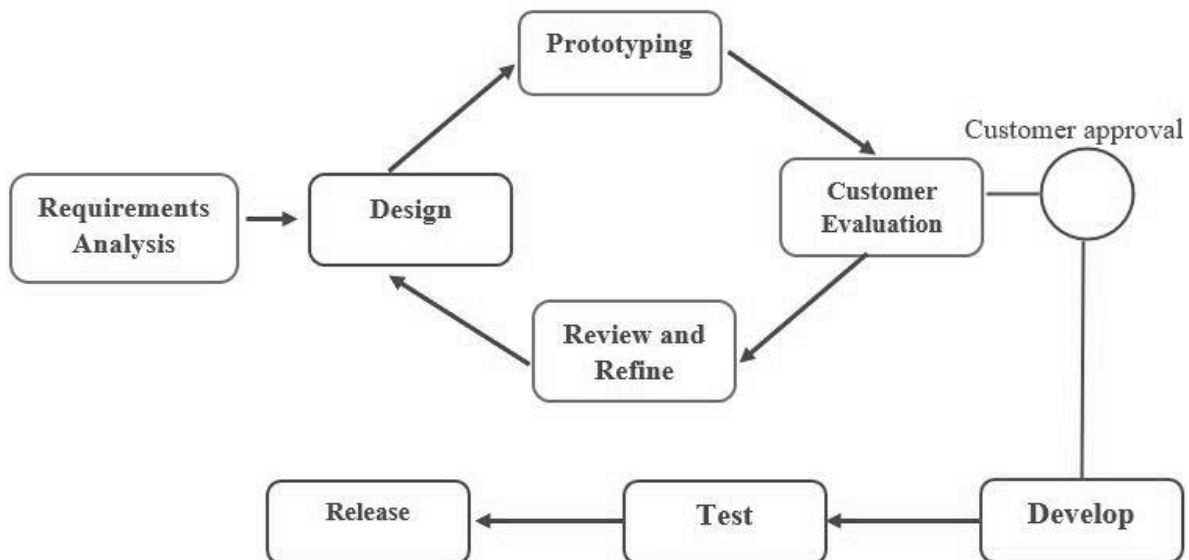 Prototyping
Customer approval
Requirements
Analysis
Design
Customer
Evaluation
Review and
Refine
Release
Test
Develop